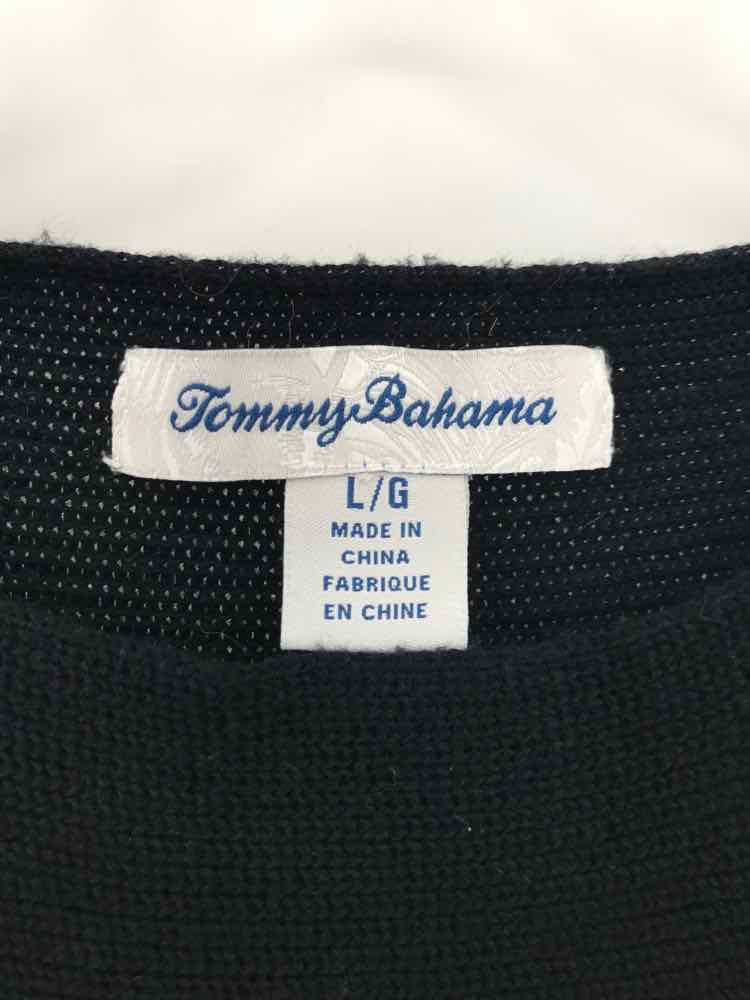 Tommy Bahama
L/G
MADE IN
CHINA
FABRIQUE
EN CHINE